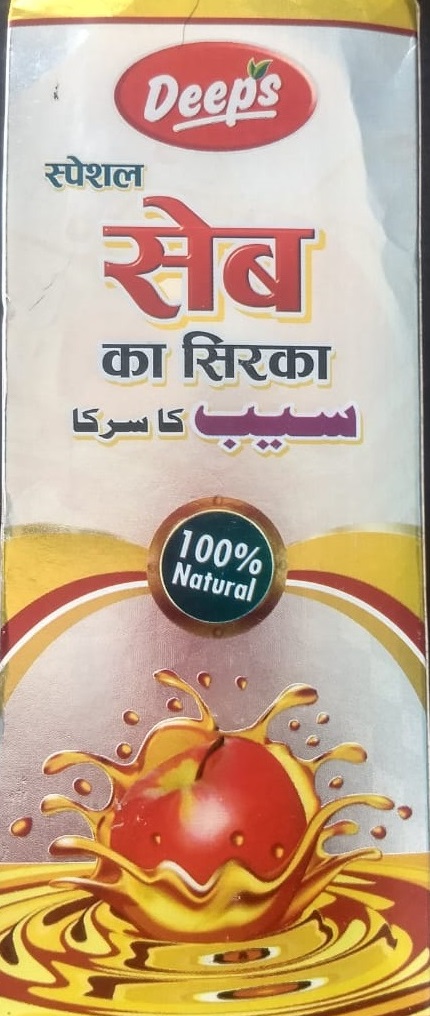 Deep's
स्पेशल
सेब
का सिरका
سیب کا سرکا
100%
Natural